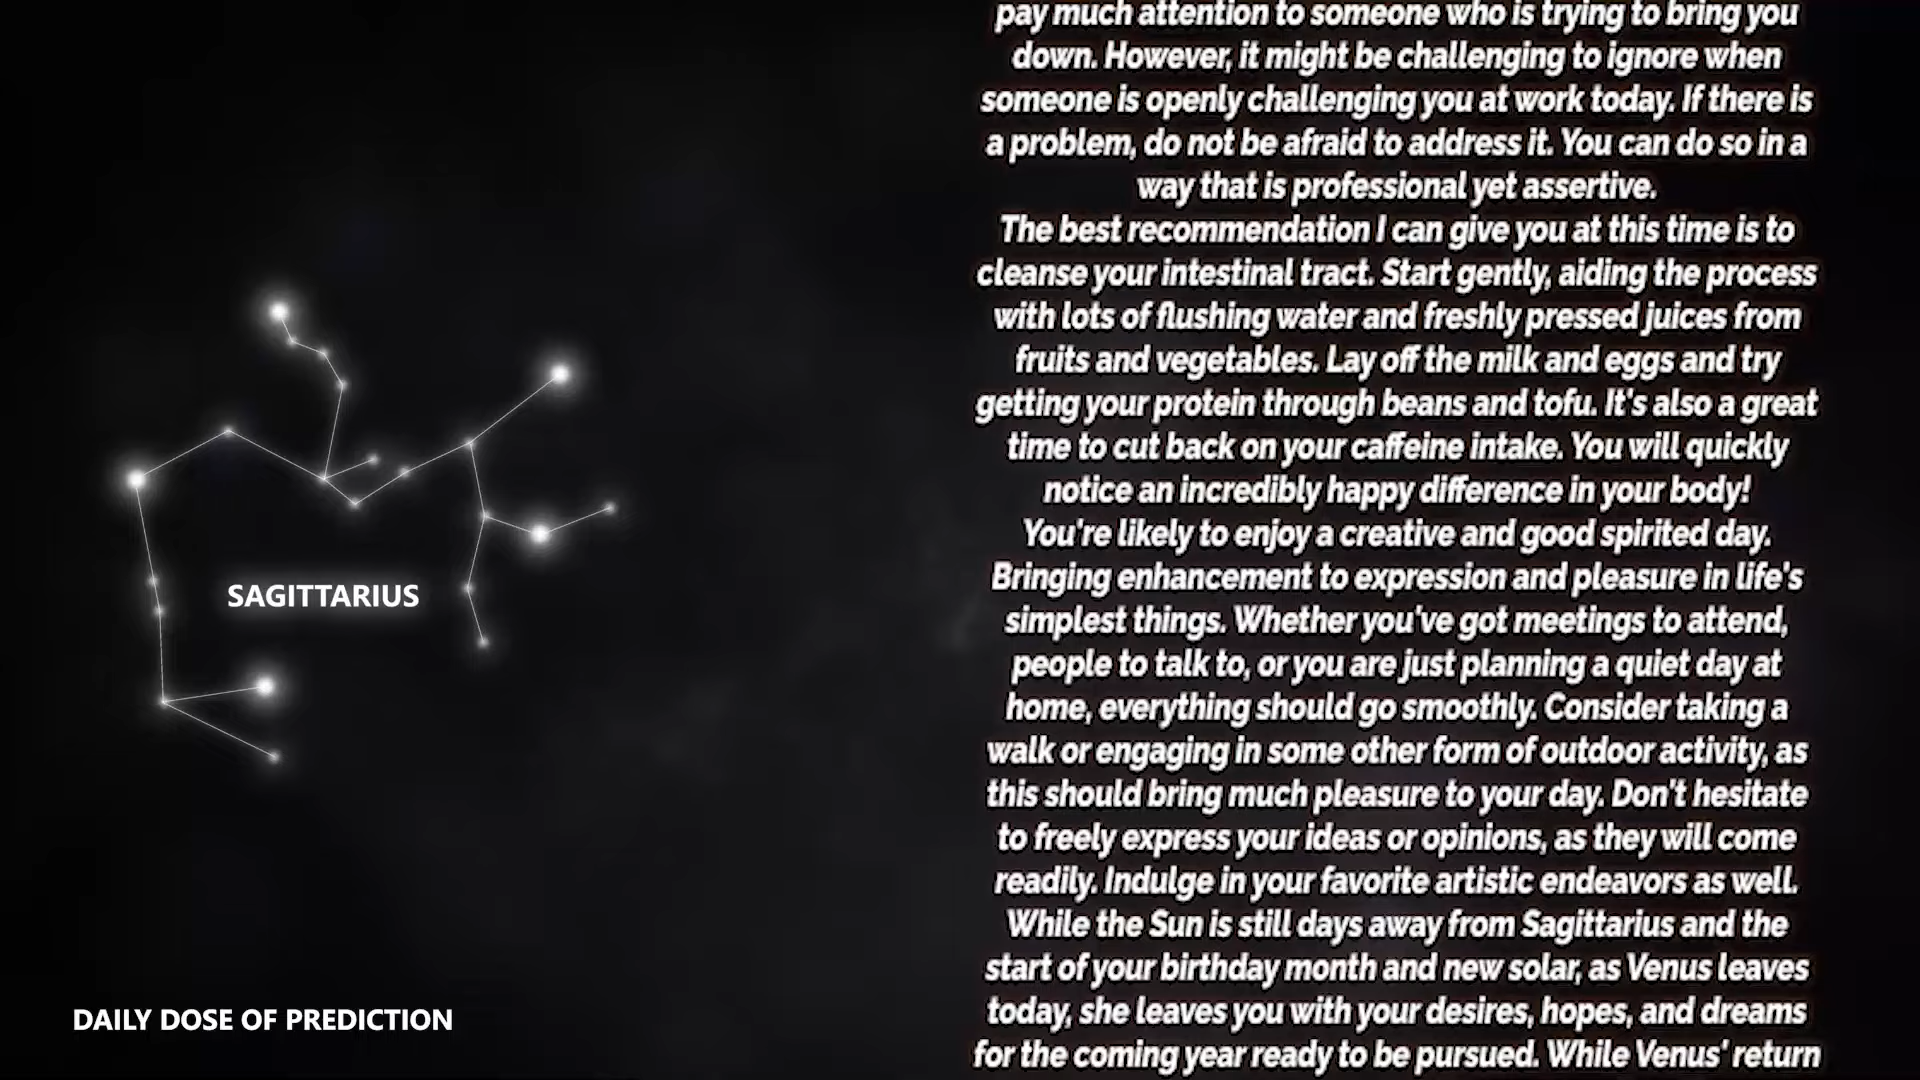 pay much attention to someone who is trying to bring you
down. However, it might be challenging to ignore when
someone is openly challenging you at work today. If there is
a problem, do not be afraid to address it. You can do so in a
way that is professional yet assertive.
The best recommendation I can give you at this time is to
cleanse your intestinal tract. Start gently, aiding the process
with lots of flushing water and freshly pressed juices from
fruits and vegetables. Lay off the milk and eggs and try
getting your protein through beans and tofu. It's also a great
time to cut back on your caffeine intake. You will quickly
notice an incredibly happy difference in your body!
You're likely to enjoy a creative and good spirited day.
Bringing enhancement to expression and pleasure in life's
simplest things. Whether you've got meetings to attend,
people to talk to, or you are just planning a quiet day at
home, everything should go smoothly. Consider taking a
walk or engaging in some other form of outdoor activity, as
this should bring much pleasure to your day. Don't hesitate
to freely express your ideas or opinions, as they will come
readily. Indulge in your favorite artistic endeavors as well.
While the Sun is still days away from Sagittarius and the
start of your birthday month and new solar, as Venus leaves
today, she leaves you with your desires, hopes, and dreams
for the coming year ready to be pursued. While Venus' return
SAGITTARIUS
DAILY DOSE OF PREDICTION